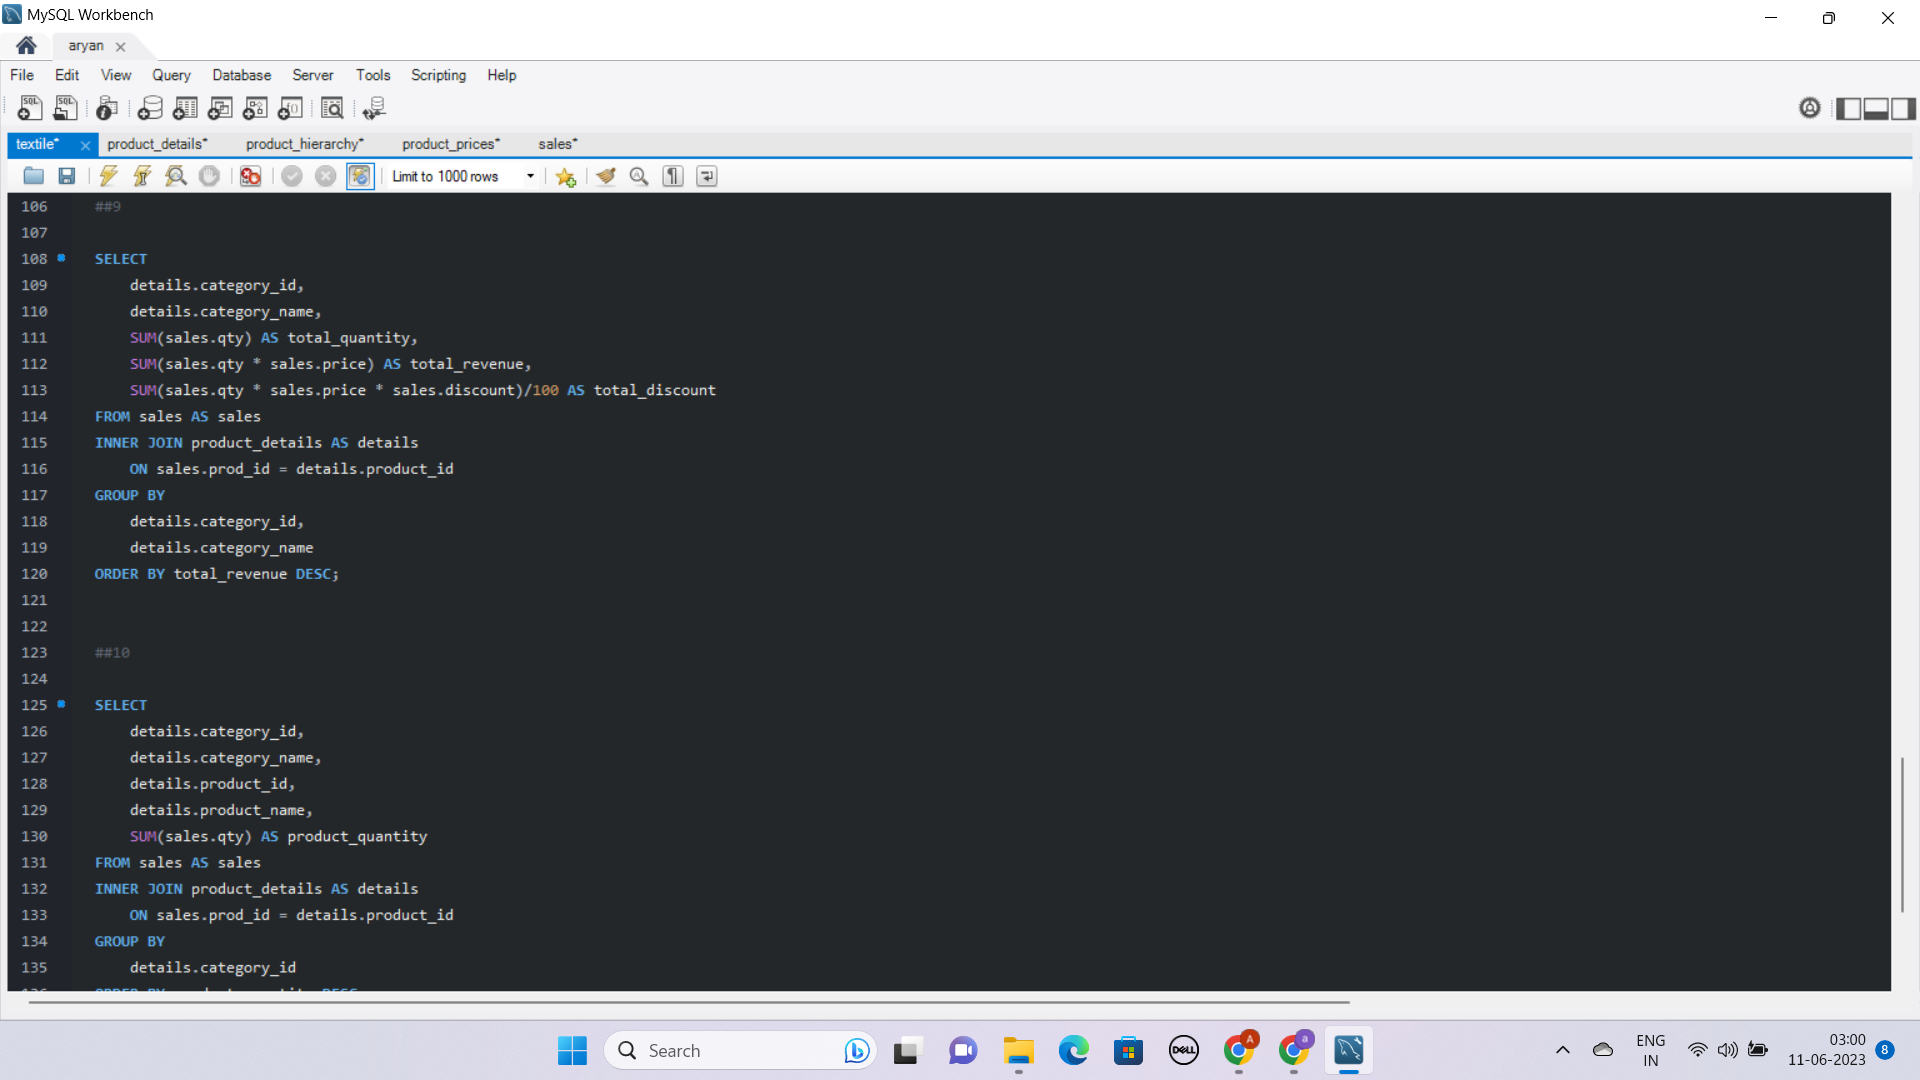 MySQL Workbench
aryan
File Edit View Query Database Server Tools Scripting Help
textile* product_details* product_hierarchy* product_prices* sales*
Limit to 1000 rows
106 ##9
107
108 SELECT
109 details.category_id,
110 details.category_name,
111 SUM(sales.qty) AS total_quantity,
112 SUM(sales.qty * sales.price) AS total_revenue,
113 SUM(sales.qty * sales.price * sales.discount)/100 AS total_discount
114 FROM sales AS sales
115 INNER JOIN product_details AS details
116 ON sales.prod_id = details.product_id
117 GROUP BY
118 details.category_id,
119 details.category_name
120 ORDER BY total_revenue DESC;
121
122
123 ##10
124
125 SELECT
126 details.category_id,
127 details.category_name,
128 details.product_id,
129 details.product_name,
130 SUM(sales.qty) AS product_quantity
131 FROM sales AS sales
132 INNER JOIN product_details AS details
133 ON sales.prod_id = details.product_id
134 GROUP BY
135 details.category_id
Search
DELL
A
a
ENG
IN
03:00
11-06-2023
8